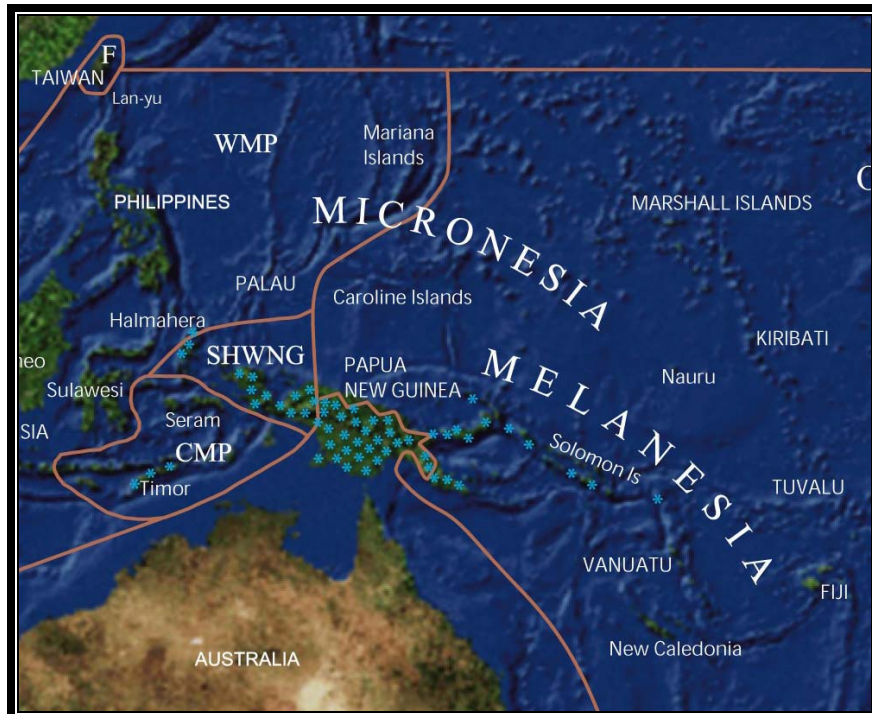 F
TAIWAN
Lan-yu
WMP
Mariana
Islands
PHILIPPINES
MICRONESIA
MARSHALL ISLANDS
PALAU
Caroline Islands
Halmahera
KIRIBATI
SHWNG
PAPUA
NEW GUINEA
MELANESIA
Nauru
neo
Sulawesi
Seram
SIA
CMP
Solomon Is
Timor
TUVALU
VANUATU
FIJI
New Caledonia
AUSTRALIA